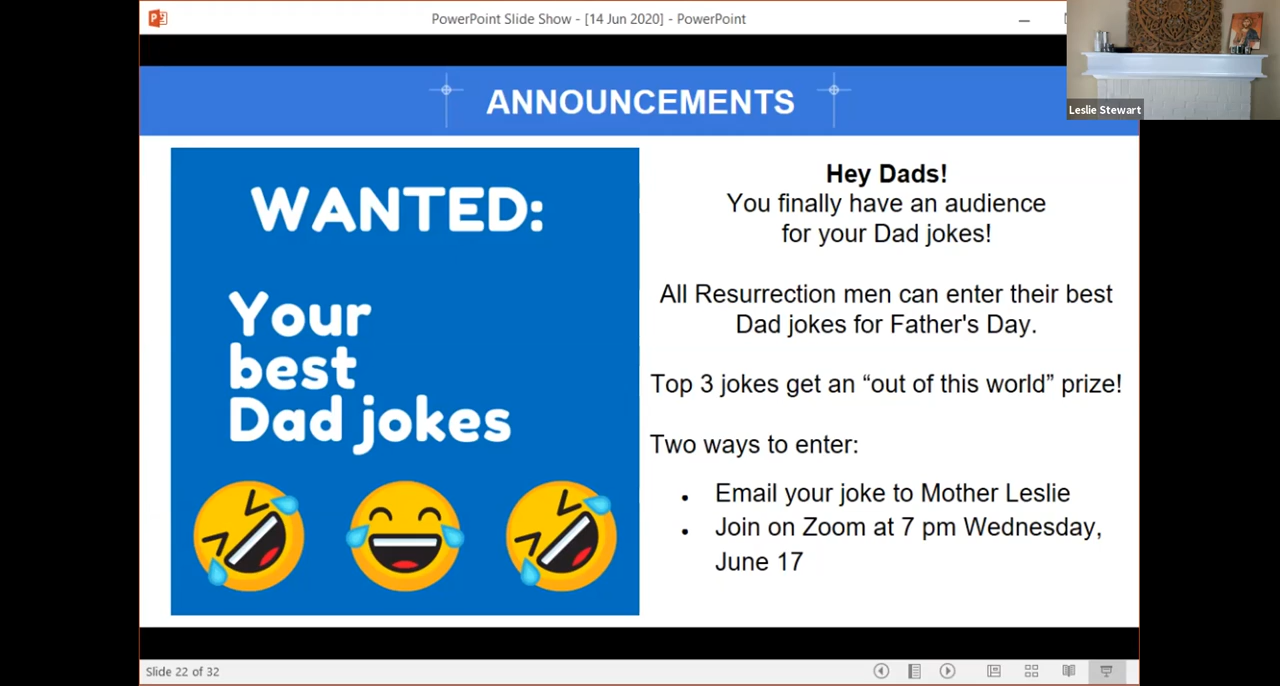 PowerPoint Slide Show - [14 Jun 2020] - PowerPoint
Leslie Stewart
ANNOUNCEMENTS
WANTED:
Your
best
Dad jokes
Hey Dads!
You finally have an audience
for your Dad jokes!
All Resurrection men can enter their best
Dad jokes for Father's Day.
Top 3 jokes get an “out of this world” prize!
Two ways to enter:
• Email your joke to Mother Leslie
• Join on Zoom at 7 pm Wednesday,
June 17
Slide 22 of 32